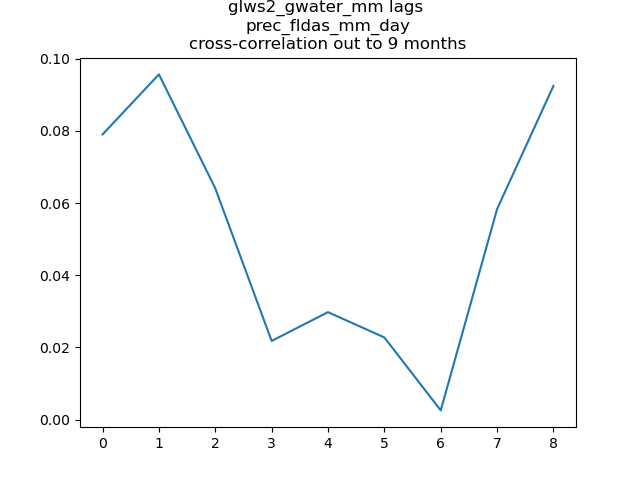 glws2_gwater_mm lags
prec_fldas_mm_day
cross-correlation out to 9 months
0.10
0.08
0.06
0.04
0.02
0.00
0 1 2 3 4 5 6 7 8